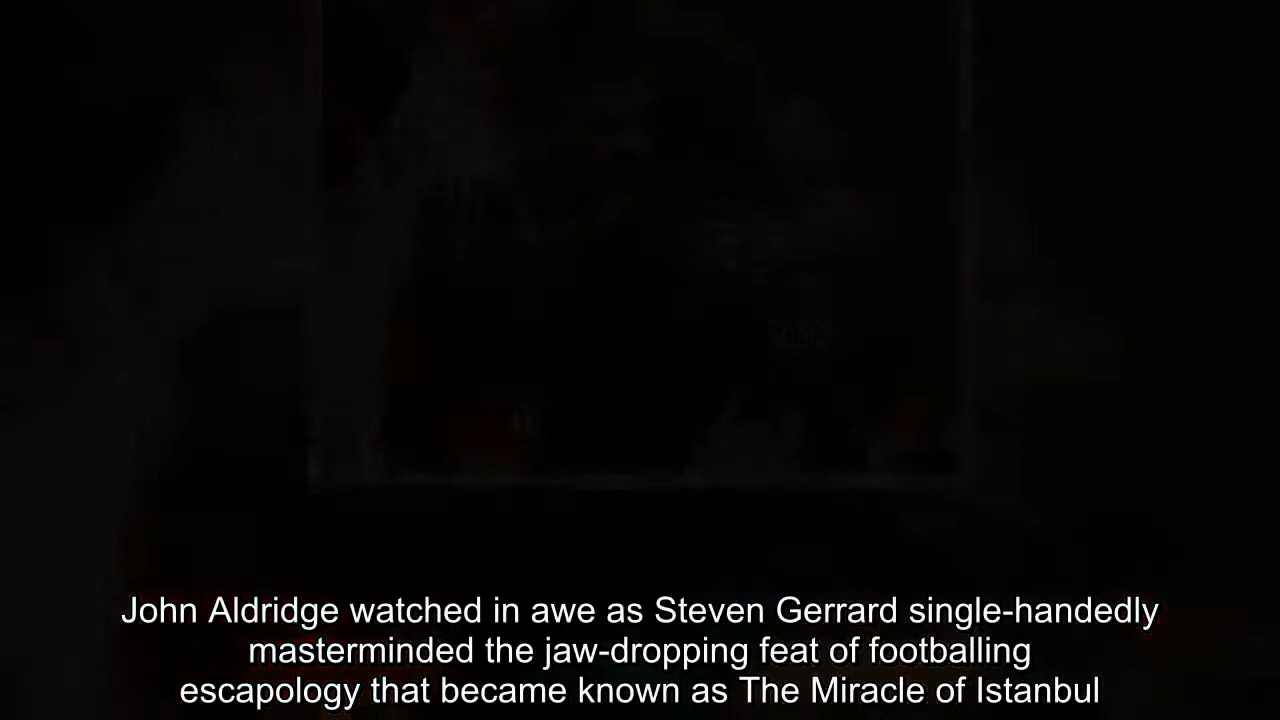 John Aldridge watched in awe as Steven Gerrard single-handedly
masterminded the jaw-dropping feat of footballing
escapology that became known as The Miracle of Istanbul